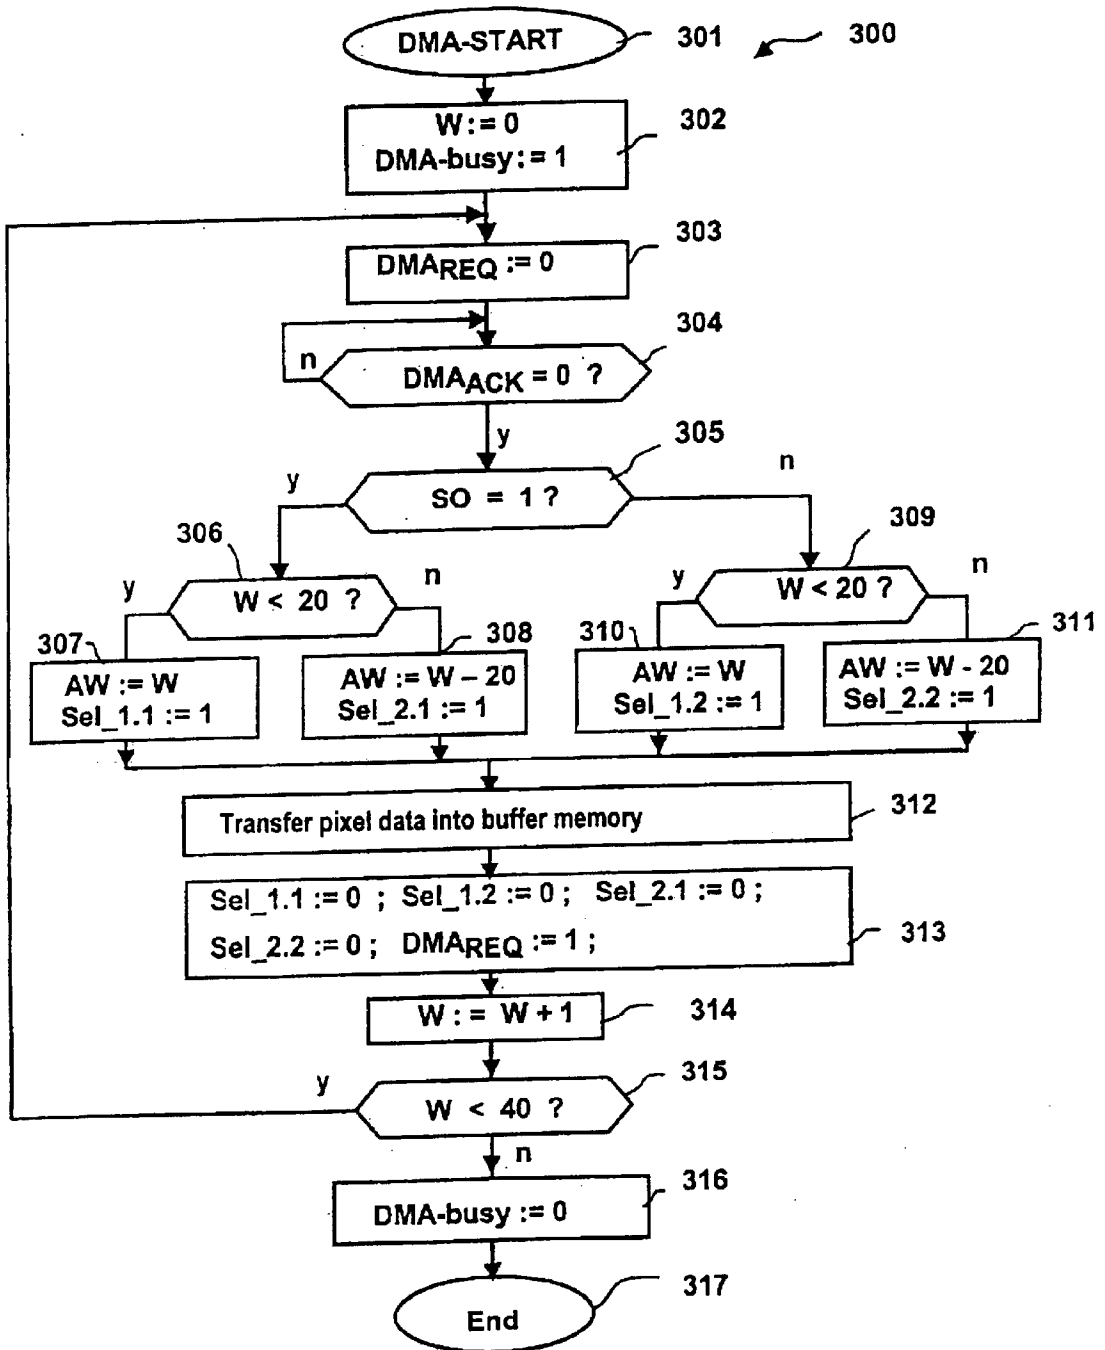 DMA-START
301
300
W := 0
DMA-busy := 1
302
303
DMAREQ := 0
304
n
DMAACK = 0 ?
y
305
y
n
SO = 1 ?
306
309
y
W < 20 ?
n
y
W < 20 ?
n
307
308
310
311
AW := W
Sel_1.1 := 1
AW := W – 20
Sel_2.1 := 1
AW := W
Sel_1.2 := 1
AW := W - 20
Sel_2.2 := 1
Transfer pixel data into buffer memory
312
Sel_1.1 := 0 ; Sel_1.2 := 0 ; Sel_2.1 := 0 ;
Sel_2.2 := 0 ; DMAREQ := 1 ;
313
W : = W + 1
314
y
315
W < 40 ?
n
316
DMA-busy := 0
317
End